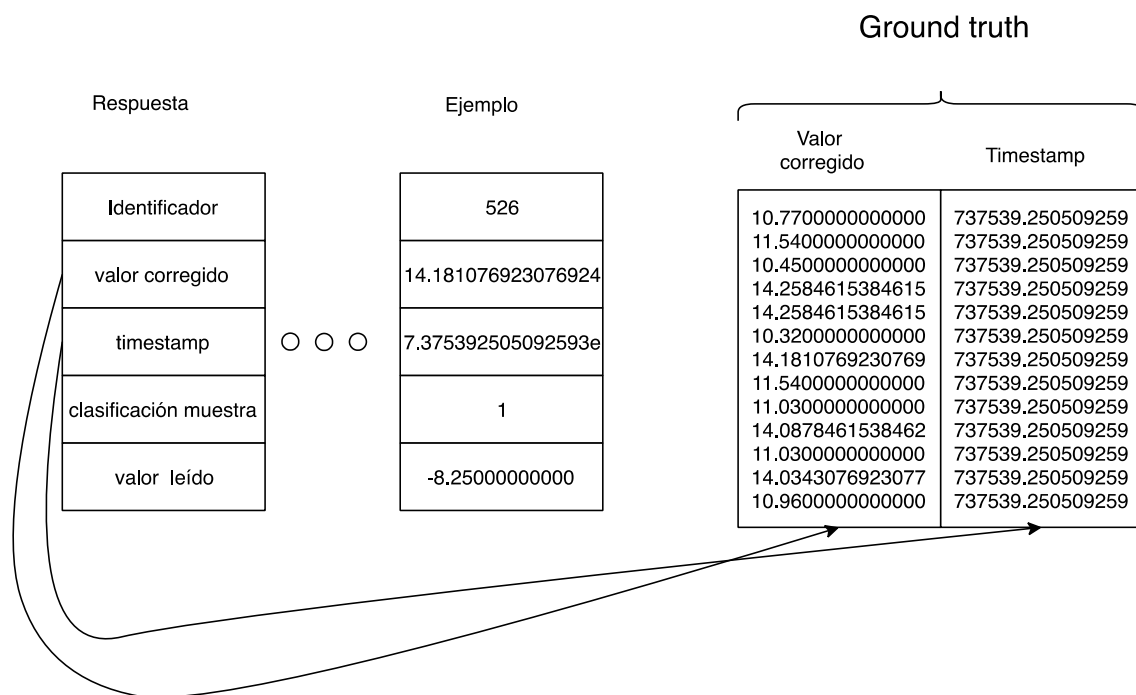 Ground truth
Respuesta
Ejemplo
Valor
corregido
Timestamp
Identificador
526
valor corregido
14.181076923076924
timestamp
7.375392505092593e
clasificación muestra
1
valor leído
-8.25000000000
10.7700000000000 737539.250509259
11.5400000000000 737539.250509259
10.4500000000000 737539.250509259
14.2584615384615 737539.250509259
14.2584615384615 737539.250509259
10.3200000000000 737539.250509259
14.1810769230769 737539.250509259
11.5400000000000 737539.250509259
11.0300000000000 737539.250509259
14.0878461538462 737539.250509259
11.0300000000000 737539.250509259
14.0343076923077 737539.250509259
10.9600000000000 737539.250509259